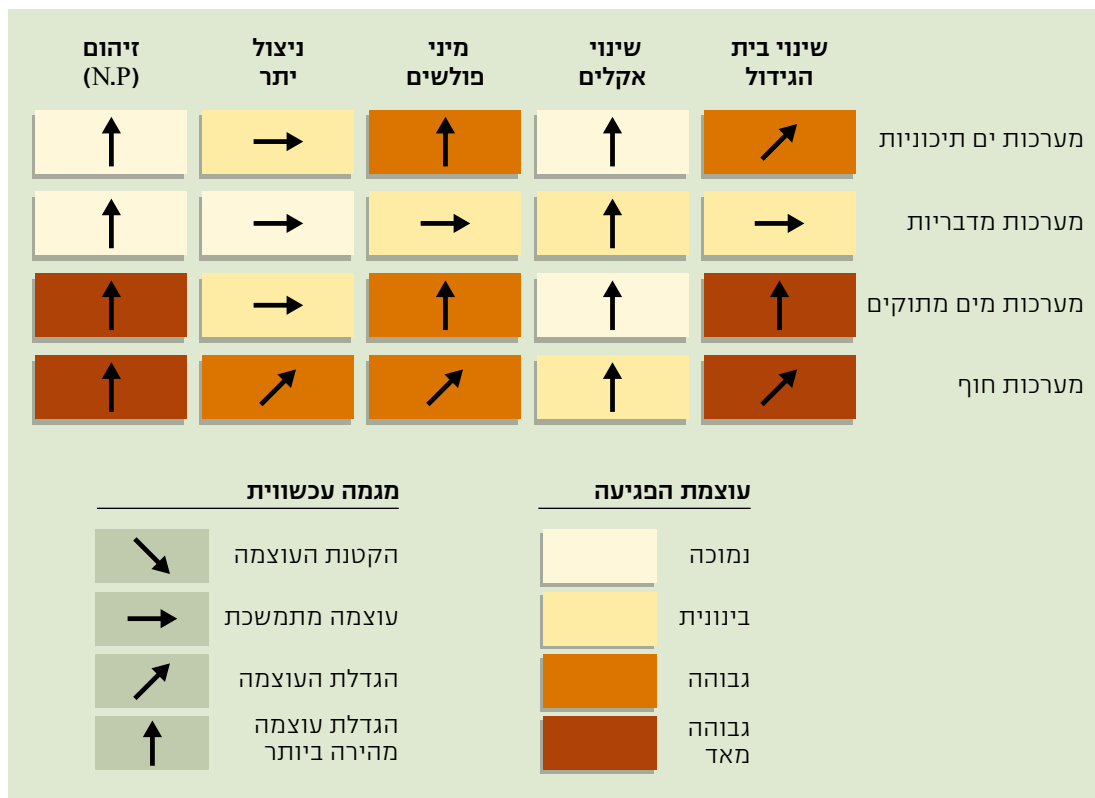 שינוי בית הגידול
שינוי אקלים
מיני פולשים
ניצול יתר
זיהום (N.P)
מערכות ים תיכוניות
מערכות מדבריות
מערכות מים מתוקים
מערכות חוף
עוצמת הפגיעה
נמוכה
בינונית
גבוהה
גבוהה
מאד
מגמה עכשווית
הקטנת העוצמה
עוצמה מתמשכת
הגדלת העוצמה
הגדלת עוצמה
מהירה ביותר